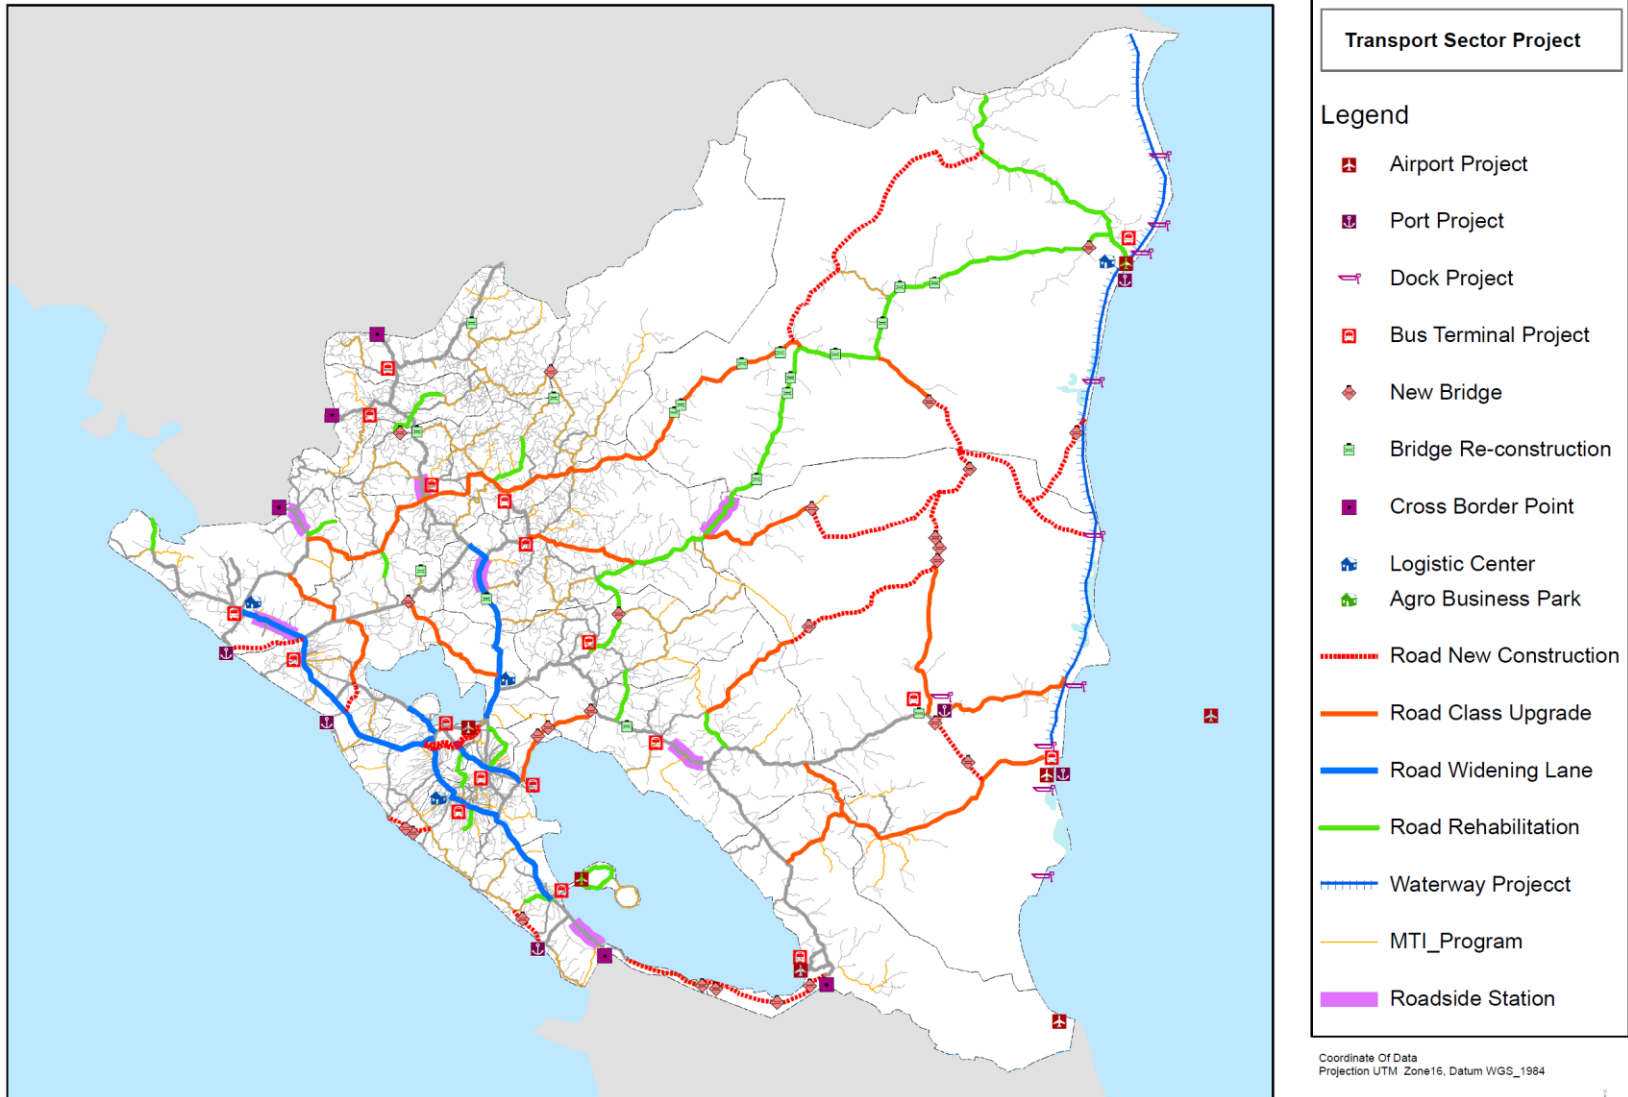 Transport Sector Project
Legend
Airport Project
Port Project
Dock Project
Bus Terminal Project
New Bridge
Bridge Re-construction
Cross Border Point
Logistic Center
Agro Business Park
Road New Construction
Road Class Upgrade
Road Widening Lane
Road Rehabilitation
Waterway Projecct
MTI_Program
Roadside Station
Coordinate Of Data
Projection UTM Zone16, Datum WGS_1984